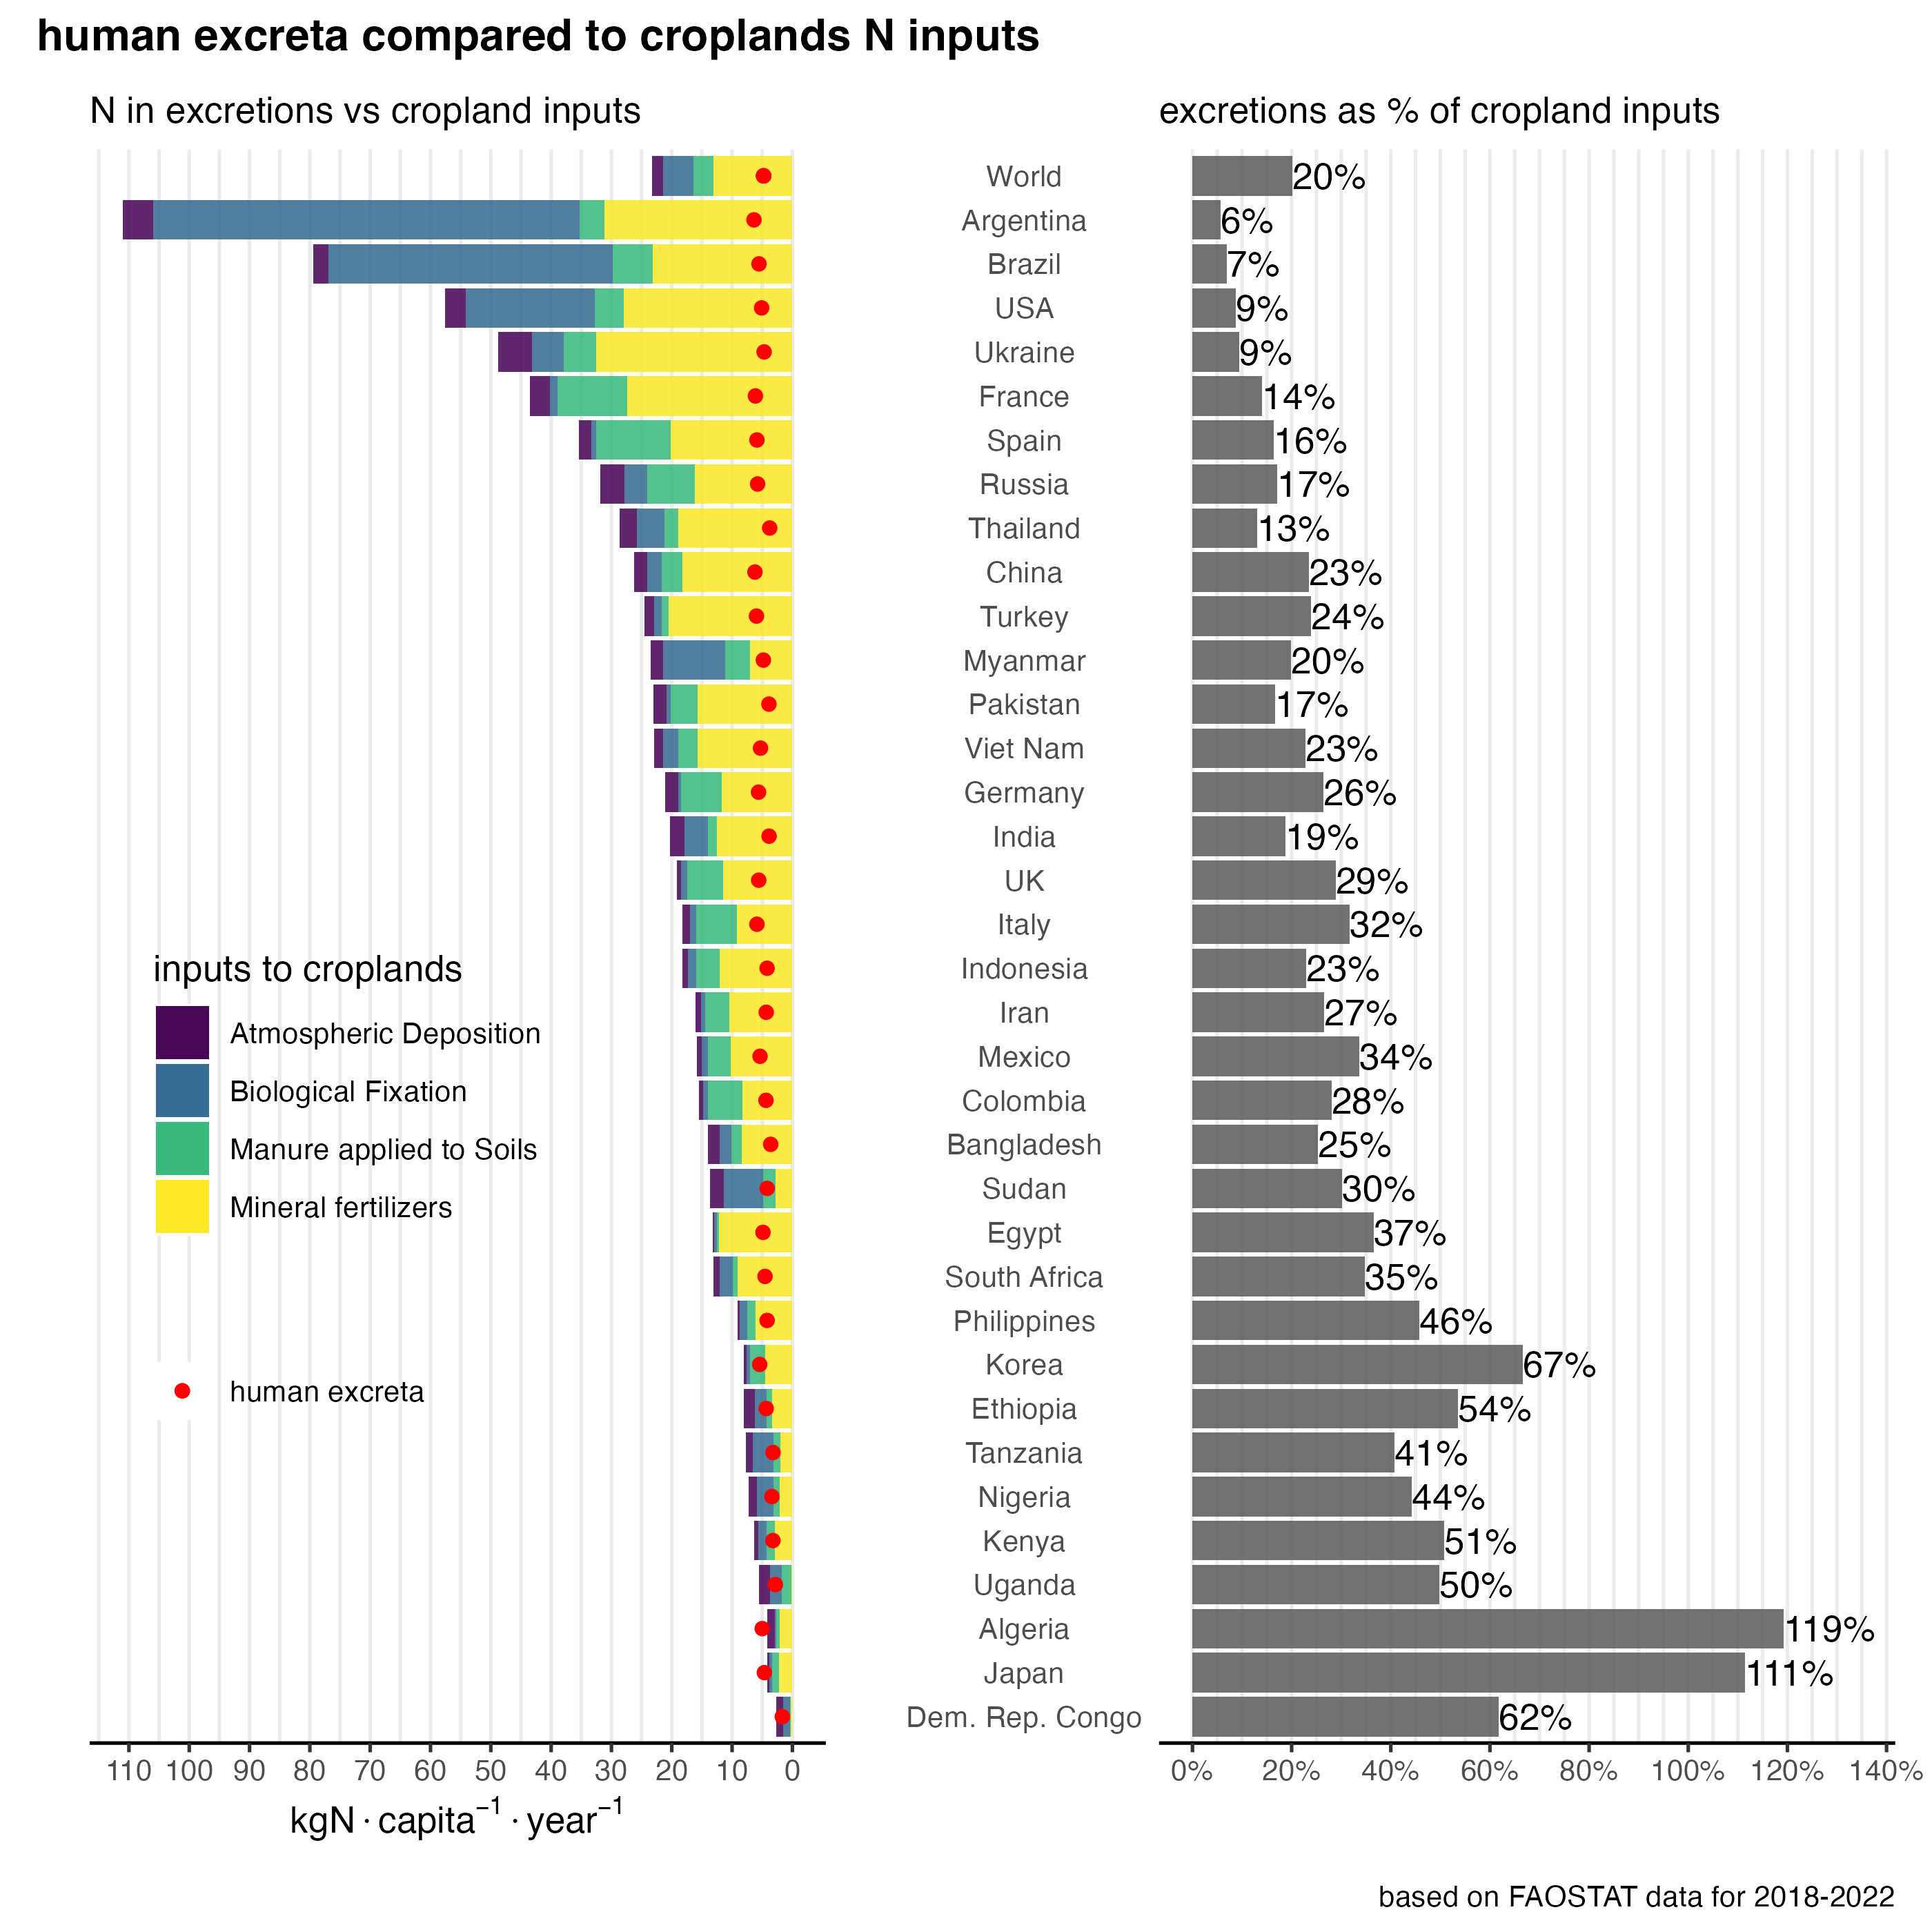 human excreta compared to croplands N inputs
N in excretions vs cropland inputs
excretions as % of cropland inputs
World 20%
Argentina 6%
Brazil 7%
USA 9%
Ukraine 9%
France 14%
Spain 16%
Russia 17%
Thailand 13%
China 23%
Turkey 24%
Myanmar 20%
Pakistan 17%
Viet Nam 23%
Germany 26%
India 19%
UK 29%
Italy 32%
Indonesia 23%
Iran 27%
Mexico 34%
Colombia 28%
Bangladesh 25%
Sudan 30%
Egypt 37%
South Africa 35%
Philippines 46%
Korea 67%
Ethiopia 54%
Tanzania 41%
Nigeria 44%
Kenya 51%
Uganda 50%
Algeria 119%
Japan 111%
Dem. Rep. Congo 62%
inputs to croplands
Atmospheric Deposition
Biological Fixation
Manure applied to Soils
Mineral fertilizers
human excreta
110 100 90 80 70 60 50 40 30 20 10 0
kgN · capita⁻¹ · year⁻¹
0% 20% 40% 60% 80% 100% 120% 140%
based on FAOSTAT data for 2018-2022